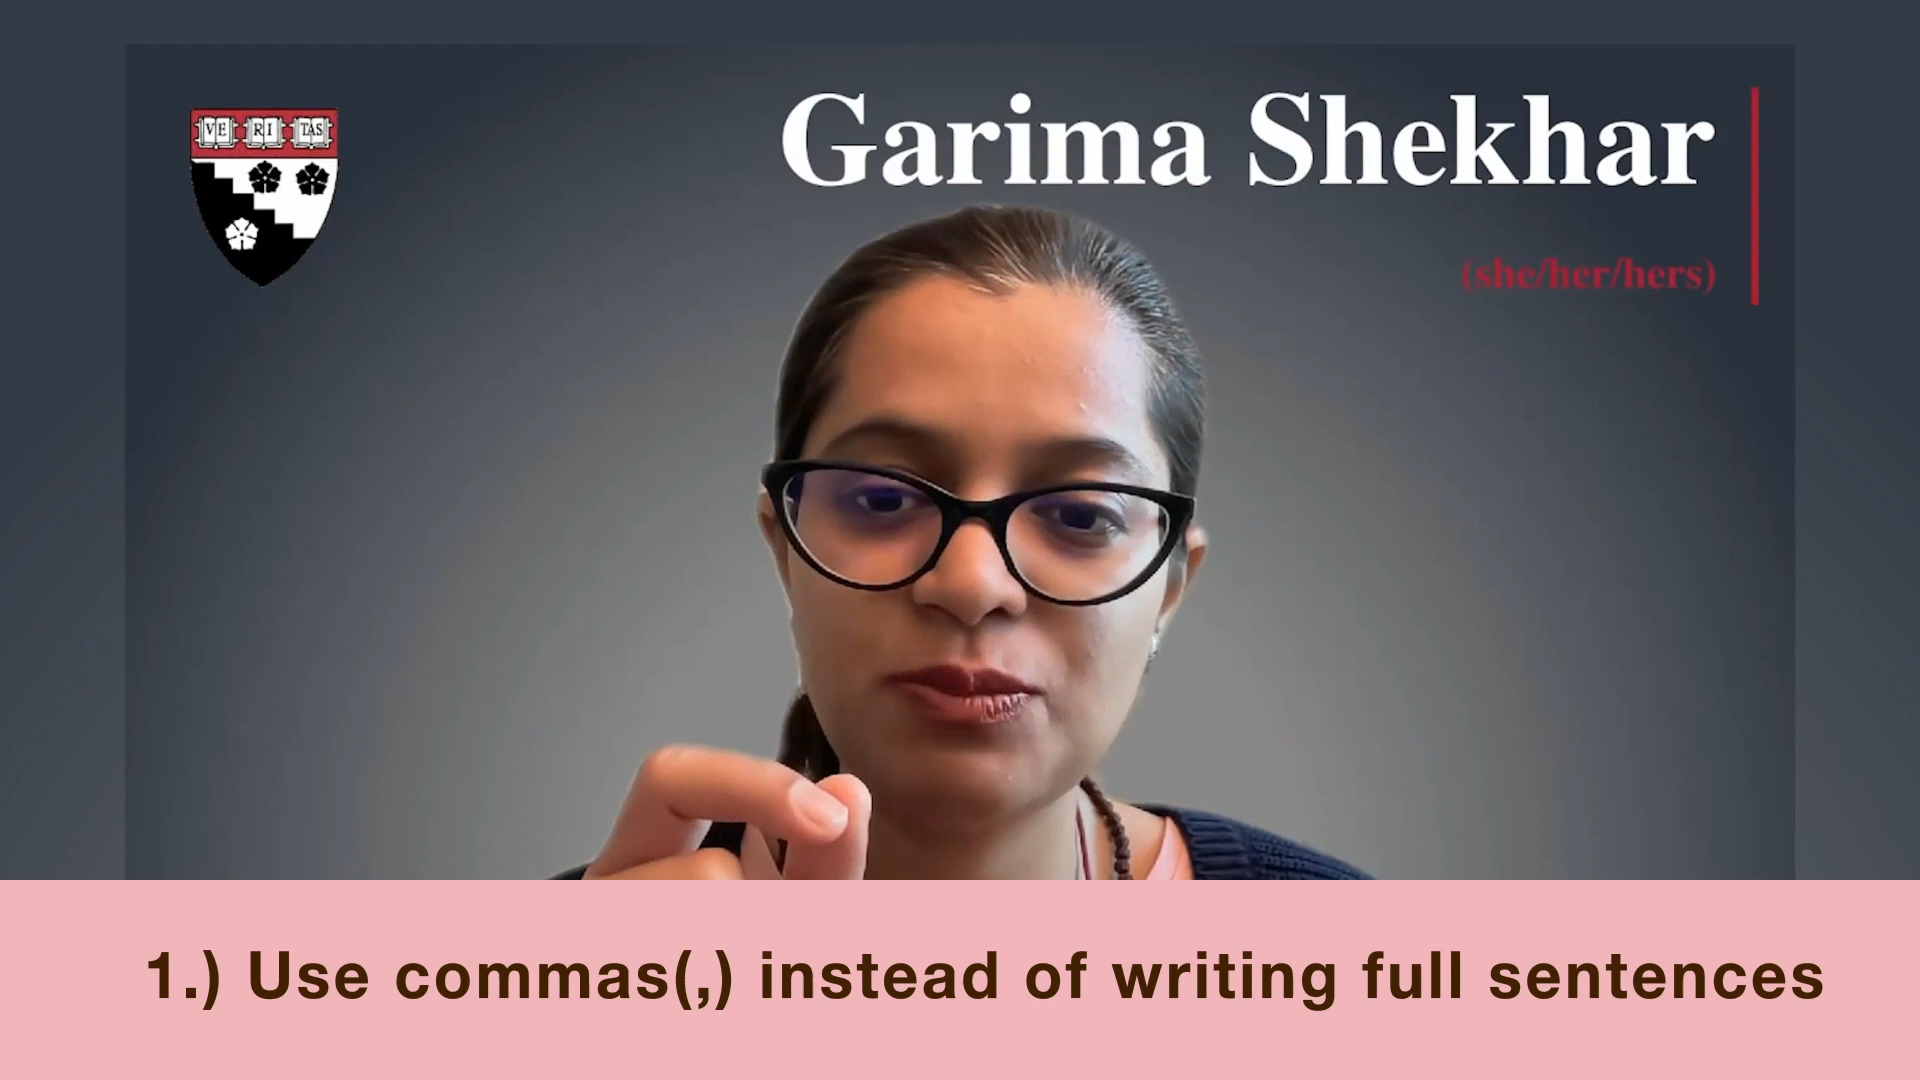 VE RI TAS
Garima Shekhar
(she/her/hers)
1.) Use commas(,) instead of writing full sentences